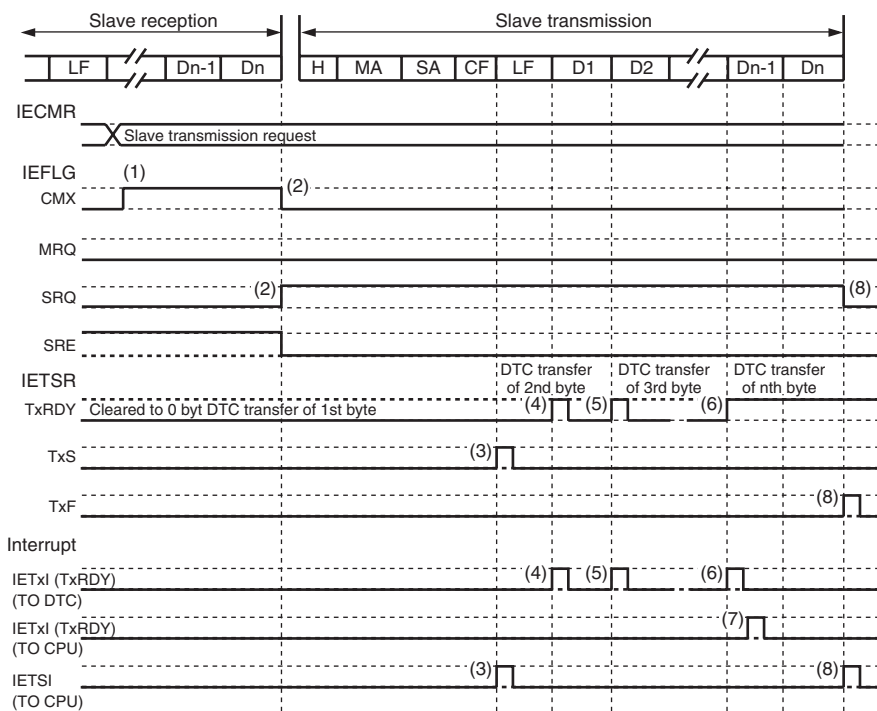 Slave reception Slave transmission
LF Dn-1 Dn H MA SA CF LF D1 D2 Dn-1 Dn
IECMR
Slave transmission request
IEFLG (1)
CMX (2)
MRQ
SRQ (2) (8)
SRE
IETSR DTC transfer of 2nd byte DTC transfer of 3rd byte DTC transfer of nth byte
TxRDY Cleared to 0 byt DTC transfer of 1st byte (4) (5) (6)
TxS (3)
TxF (8)
Interrupt
IETxI (TxRDY) (4) (5) (6)
(TO DTC)
IETxI (TxRDY) (7)
(TO CPU)
IETSI (3) (8)
(TO CPU)